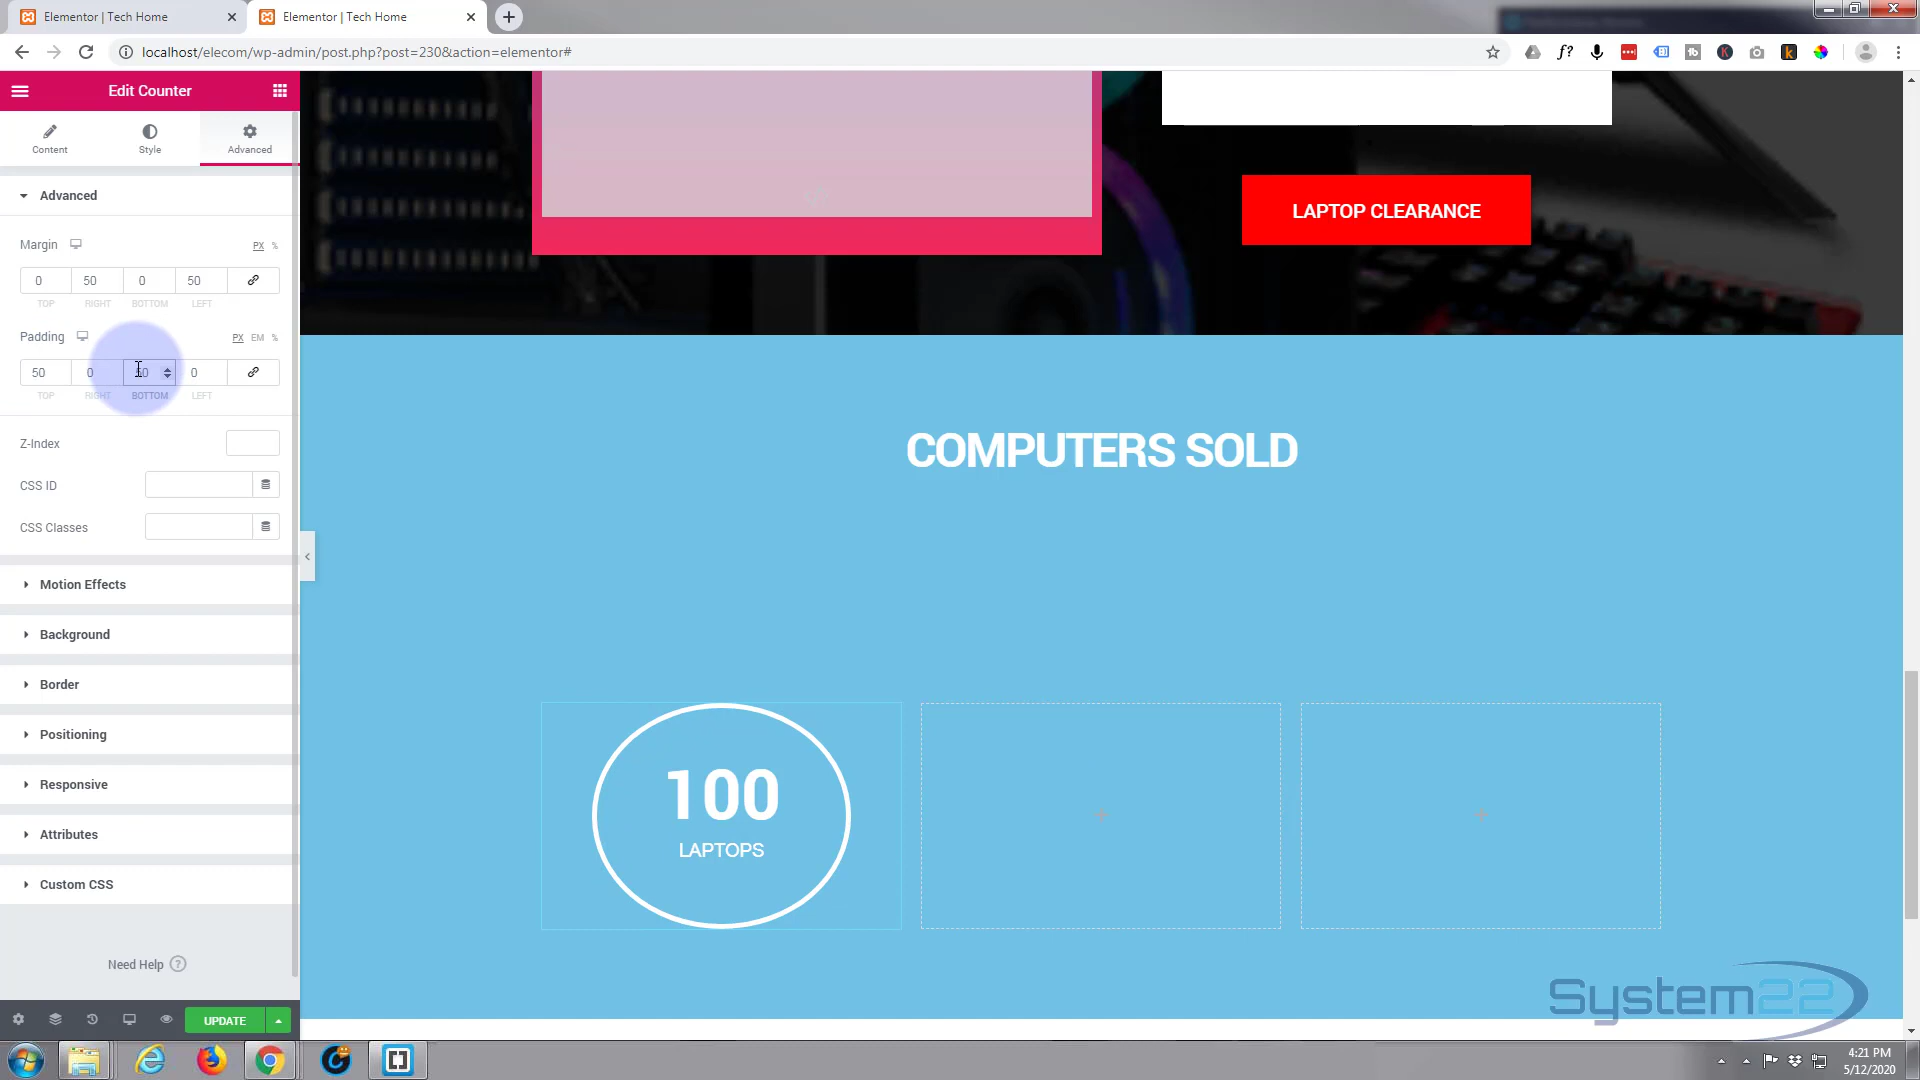 Elementor | Tech Home
Elementor | Tech Home
localhost/elecom/wp-admin/post.php?post=230&action=elementor#
Edit Counter
Content
Style
Advanced
Advanced
Margin
PX %
0 50 0 50
TOP RIGHT BOTTOM LEFT
Padding
PX EM %
50 0 50 0
TOP RIGHT BOTTOM LEFT
Z-Index
CSS ID
CSS Classes
Motion Effects
Background
Border
Positioning
Responsive
Attributes
Custom CSS
Need Help ?
UPDATE
LAPTOP CLEARANCE
COMPUTERS SOLD
100
LAPTOPS
System22
4:21 PM
5/12/2020